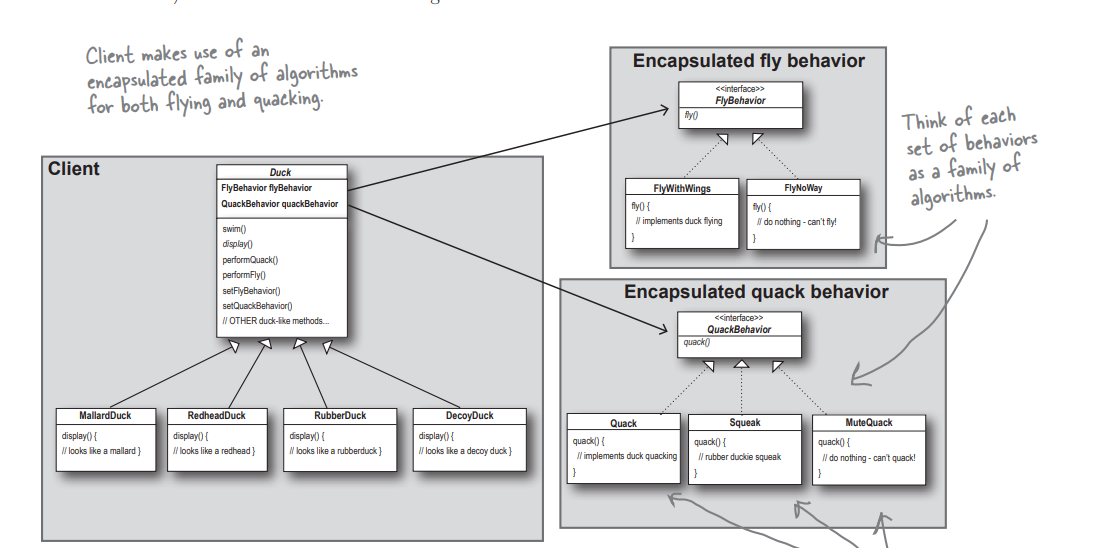 Client makes use of an
encapsulated family of algorithms
for both flying and quacking.
Client
Duck
FlyBehavior flyBehavior
QuackBehavior quackBehavior
swim()
display()
performQuack()
performFly()
setFlyBehavior()
setQuackBehavior()
// OTHER duck-like methods...
MallardDuck
display() {
// looks like a mallard }
RedheadDuck
display() {
// looks like a redhead }
RubberDuck
display() {
// looks like a rubberduck }
DecoyDuck
display() {
// looks like a decoy duck }
Encapsulated fly behavior
<<interface>>
FlyBehavior
fly()
FlyWithWings
fly() {
// implements duck flying
}
FlyNoWay
fly() {
// do nothing - can't fly!
}
Think of each
set of behaviors
as a family of
algorithms.
Encapsulated quack behavior
<<interface>>
QuackBehavior
quack()
Quack
quack() {
// implements duck quacking
}
Squeak
quack() {
// rubber duckie squeak
}
MuteQuack
quack() {
// do nothing - can't quack!
}